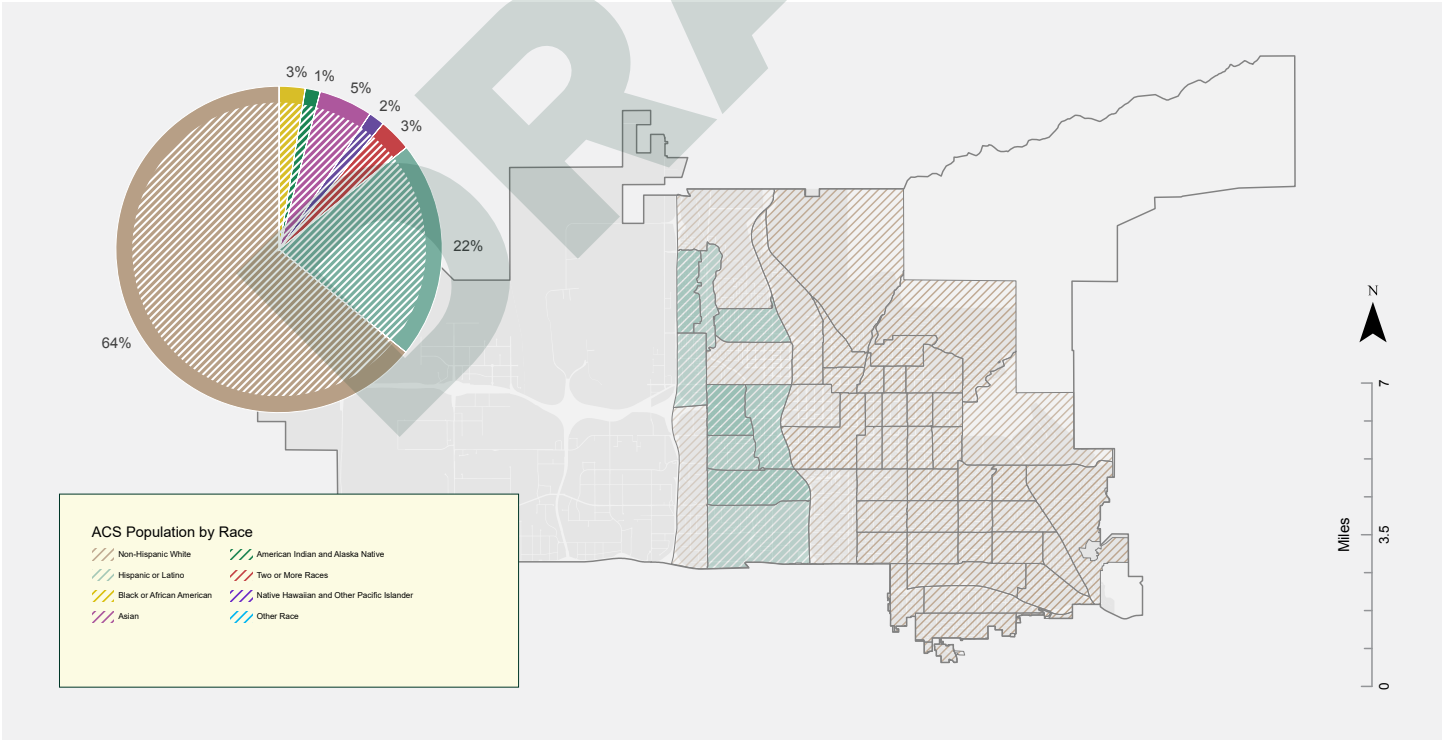 3%
1%
5%
2%
3%
22%
64%
N
7
3.5
0
Miles
ACS Population by Race
Non-Hispanic White
Hispanic or Latino
Black or African American
Asian
American Indian and Alaska Native
Two or More Races
Native Hawaiian and Other Pacific Islander
Other Race
DRA